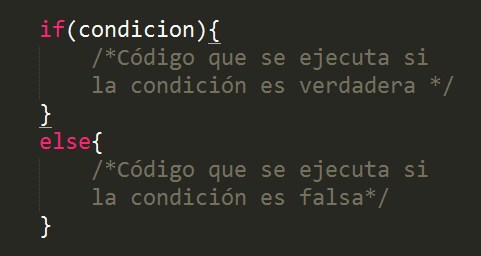 if(condicion){
/*Código que se ejecuta si
la condición es verdadera */
}
else{
/*Código que se ejecuta si
la condición es falsa*/
}